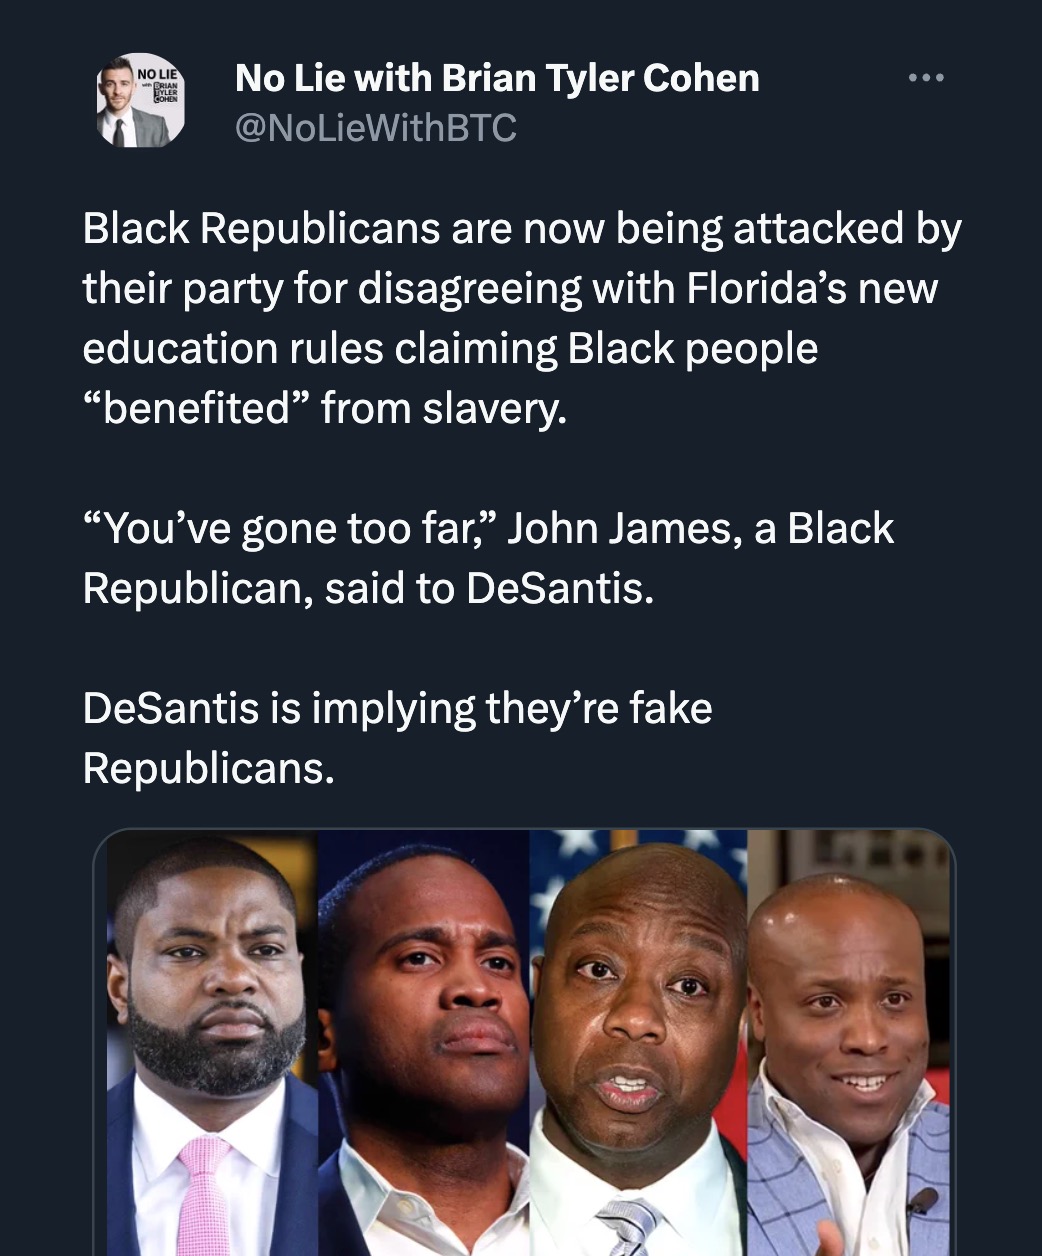 NO LIE
with BRIAN
TYLER
COHEN
No Lie with Brian Tyler Cohen
@NoLieWithBTC
Black Republicans are now being attacked by
their party for disagreeing with Florida’s new
education rules claiming Black people
“benefited” from slavery.
“You’ve gone too far,” John James, a Black
Republican, said to DeSantis.
DeSantis is implying they’re fake
Republicans.